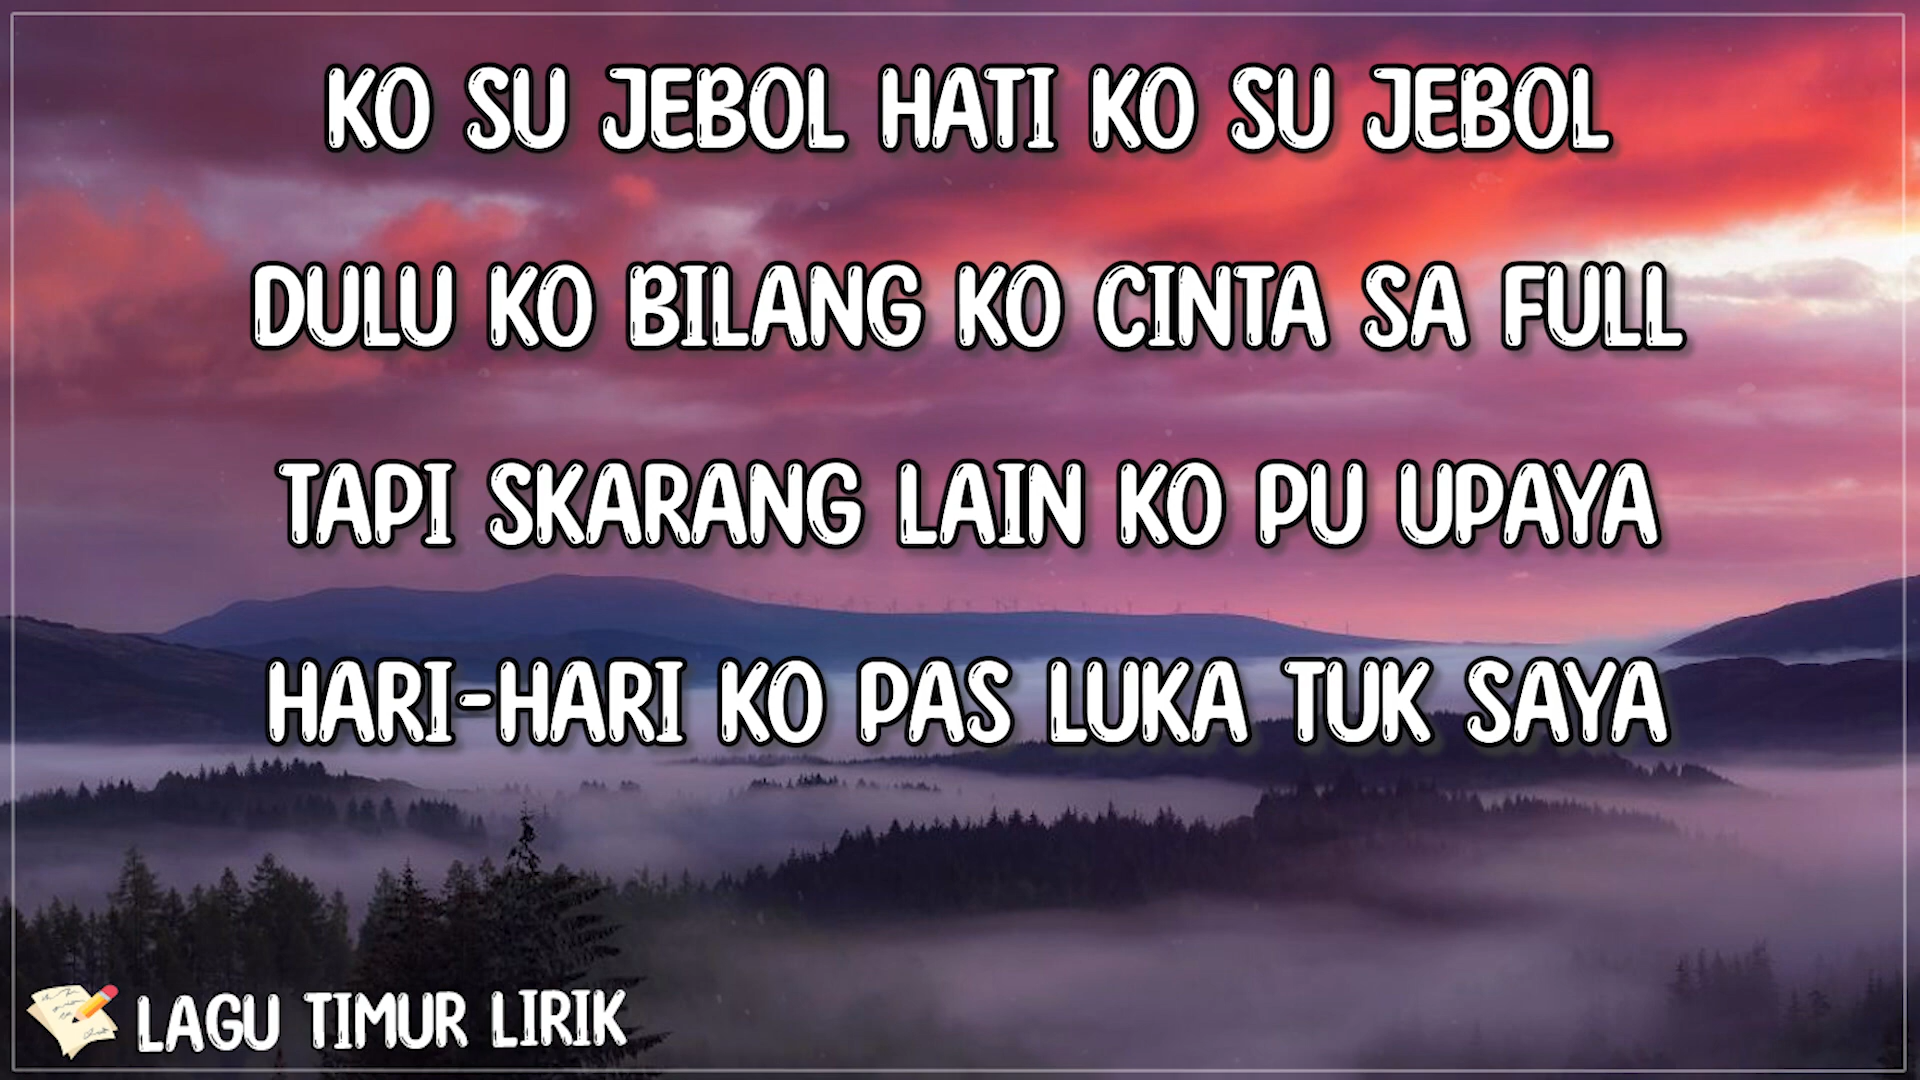 KO SU JEBOL HATI KO SU JEBOL
DULU KO BILANG KO CINTA SA FULL
TAPI SKARANG LAIN KO PU UPAYA
HARI-HARI KO PAS LUKA TUK SAYA
LAGU TIMUR LIRIK